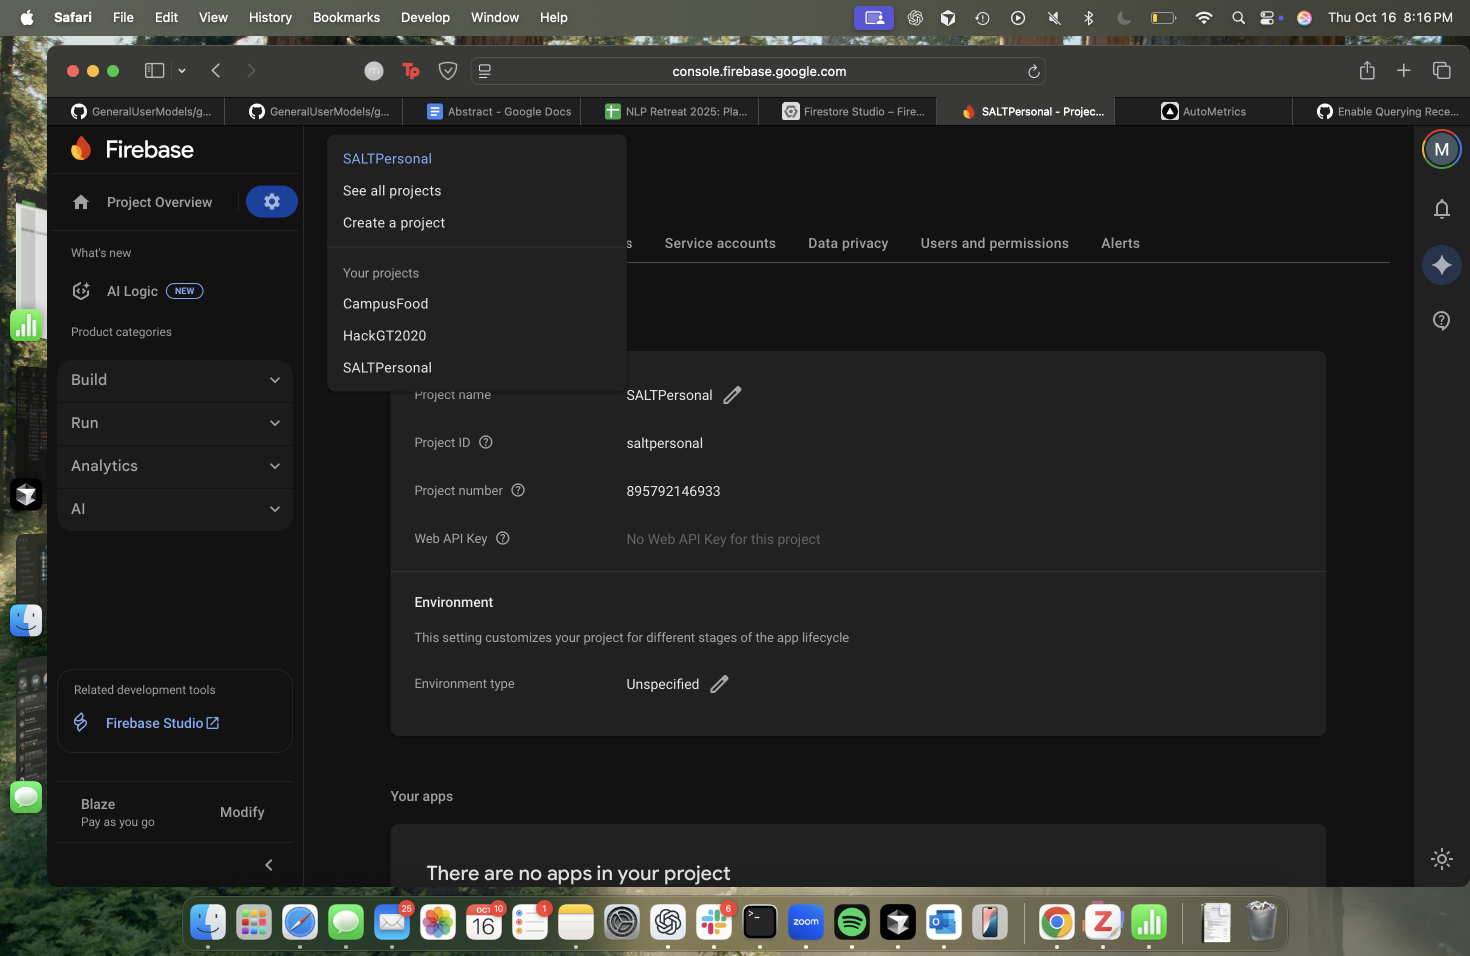 Safari File Edit View History Bookmarks Develop Window Help
Thu Oct 16 8:16 PM
console.firebase.google.com
GeneralUserModels/g...
GeneralUserModels/g...
Abstract - Google Docs
NLP Retreat 2025: Pla...
Firestore Studio – Fire...
SALTPersonal - Projec...
AutoMetrics
Enable Querying Rece...
Firebase
M
Project Overview
What's new
AI Logic NEW
Product categories
Build
Run
Analytics
AI
Related development tools
Firebase Studio
Blaze
Pay as you go
Modify
SALTPersonal
See all projects
Create a project
Your projects
CampusFood
HackGT2020
SALTPersonal
s Service accounts Data privacy Users and permissions Alerts
Project name SALTPersonal
Project ID saltpersonal
Project number 895792146933
Web API Key No Web API Key for this project
Environment
This setting customizes your project for different stages of the app lifecycle
Environment type Unspecified
Your apps
There are no apps in your project
25
OCT 10
16
1
6
zoom